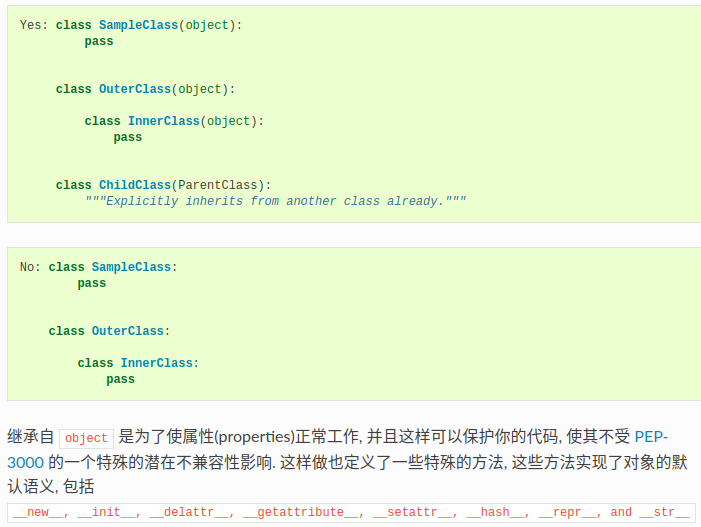 Yes: class SampleClass(object):
pass
class OuterClass(object):
class InnerClass(object):
pass
class ChildClass(ParentClass):
"""Explicitly inherits from another class already."""
No: class SampleClass:
pass
class OuterClass:
class InnerClass:
pass
继承自 object 是为了使属性(properties)正常工作, 并且这样可以保护你的代码, 使其不受 PEP-
3000 的一个特殊的潜在不兼容性影响. 这样做也定义了一些特殊的方法, 这些方法实现了对象的默
认语义, 包括
__new__, __init__, __delattr__, __getattribute__, __setattr__, __hash__, __repr__, and __str__